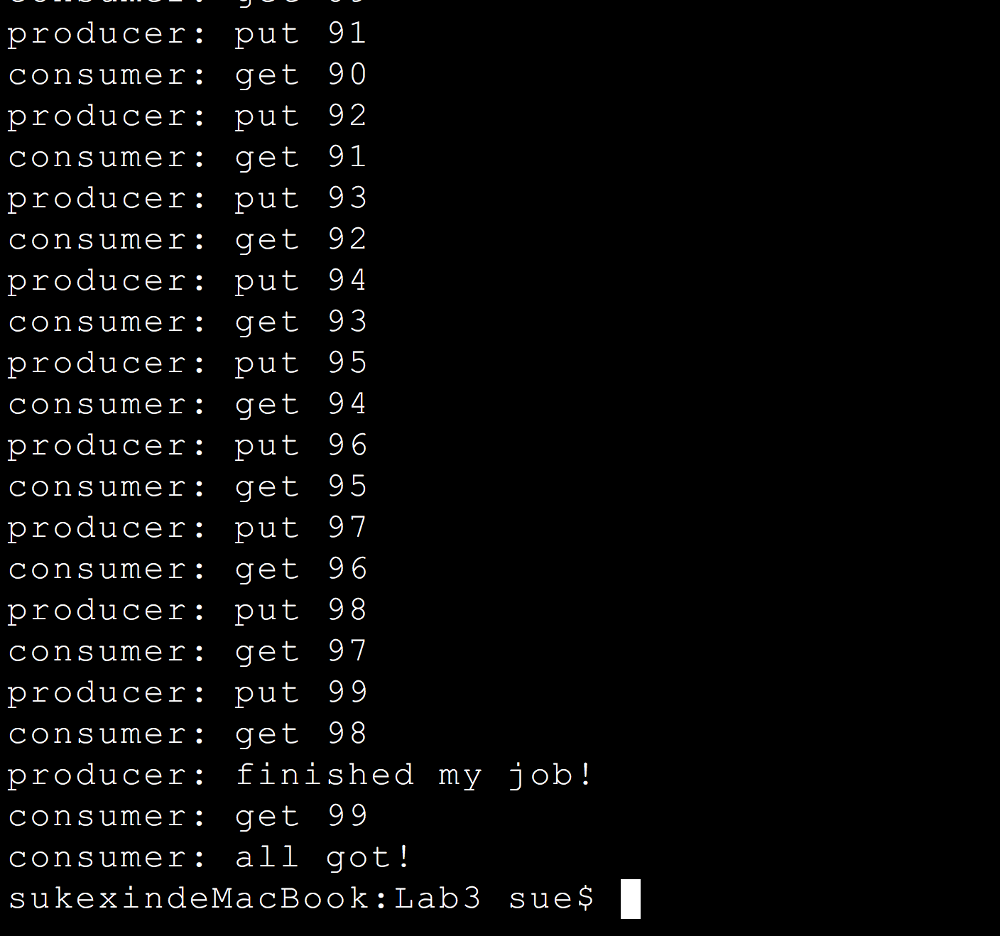 consumer: get 89
producer: put 91
consumer: get 90
producer: put 92
consumer: get 91
producer: put 93
consumer: get 92
producer: put 94
consumer: get 93
producer: put 95
consumer: get 94
producer: put 96
consumer: get 95
producer: put 97
consumer: get 96
producer: put 98
consumer: get 97
producer: put 99
consumer: get 98
producer: finished my job!
consumer: get 99
consumer: all got!
sukexindeMacBook:Lab3 sue$